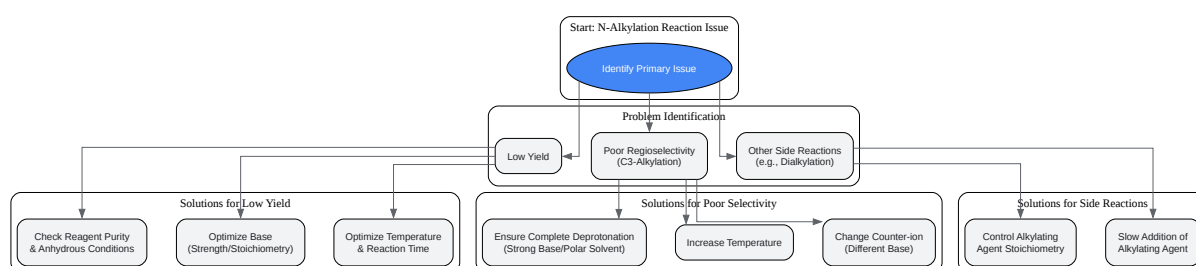 Start: N-Alkylation Reaction Issue
Identify Primary Issue
Problem Identification
Low Yield
Poor Regioselectivity
(C3-Alkylation)
Other Side Reactions
(e.g., Dialkylation)
Solutions for Low Yield
Check Reagent Purity
& Anhydrous Conditions
Optimize Base
(Strength/Stoichiometry)
Optimize Temperature
& Reaction Time
Solutions for Poor Selectivity
Ensure Complete Deprotonation
(Strong Base/Polar Solvent)
Increase Temperature
Change Counter-ion
(Different Base)
Solutions for Side Reactions
Control Alkylating
Agent Stoichiometry
Slow Addition of
Alkylating Agent